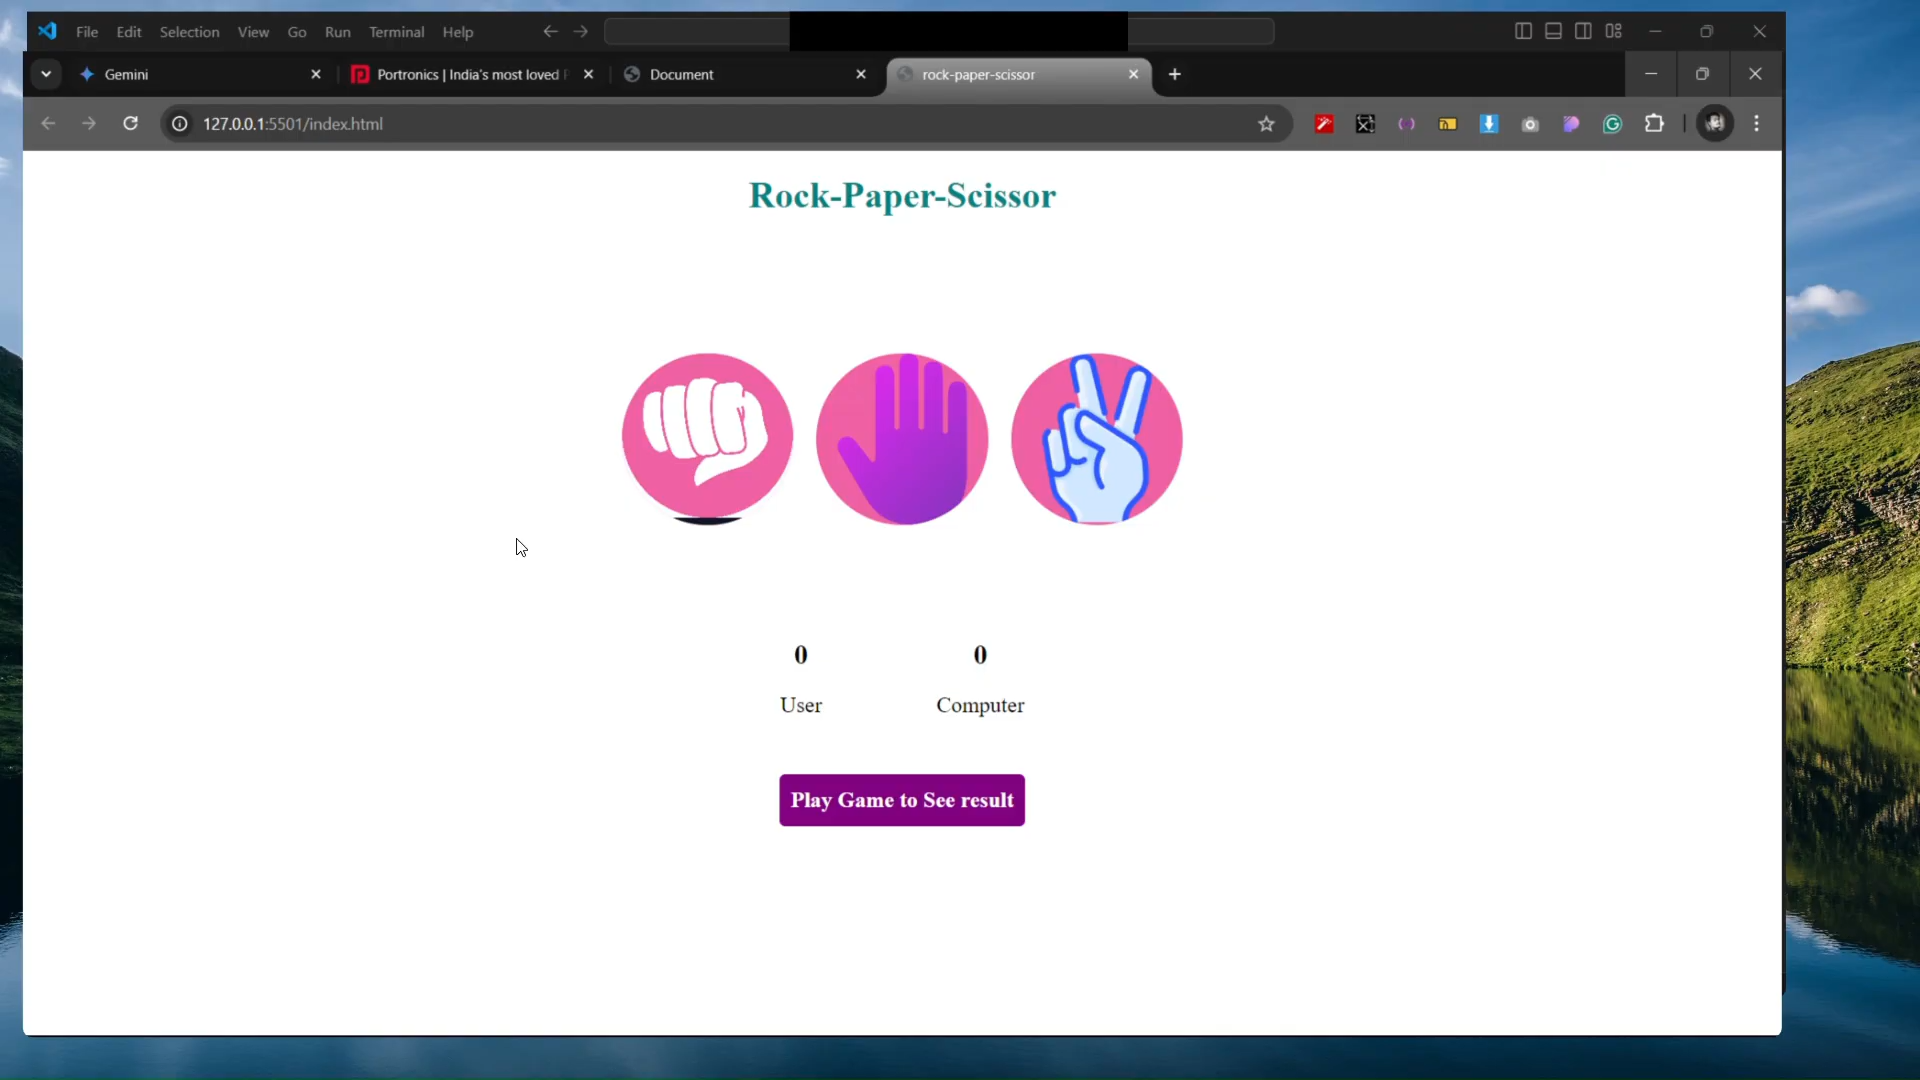 File Edit Selection View Go Run Terminal Help
Gemini
Portronics | India's most loved
Document
rock-paper-scissor
127.0.0.1:5501/index.html
Rock-Paper-Scissor
0 0
User Computer
Play Game to See result